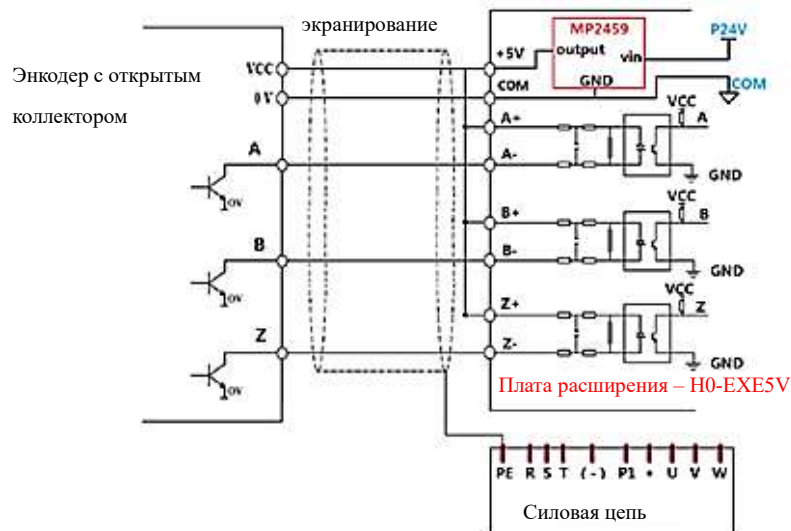 экранирование
Энкодер с открытым
коллектором
VCC
0V
A
0V
B
0V
Z
0V
MP2459
output
vin
GND
P24V
+5V
COM
COM
A+
A-
VCC
A
GND
B+
B-
VCC
B
GND
Z+
Z-
VCC
Z
GND
Плата расширения – H0-EXE5V
PE R S T (-) P1 + U V W
Силовая цепь